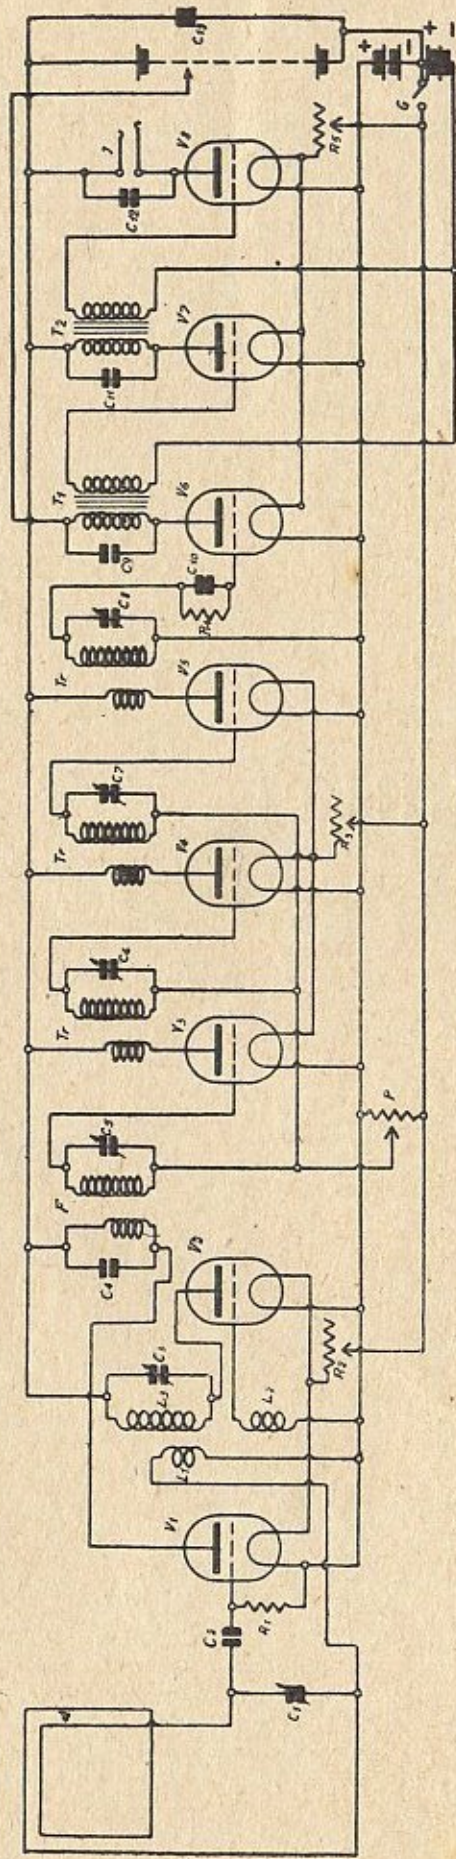 A
C1
C2
R1
V1
L1
L3
C3
L2
V2
R2
C4
F
C5
P
V3
Tr
C6
V4
Tr
R3
C7
V5
Tr
C8
C10
V6
C9
T1
C11
V7
T2
C12
J
V8
R5
C13
G
+ -
+ -